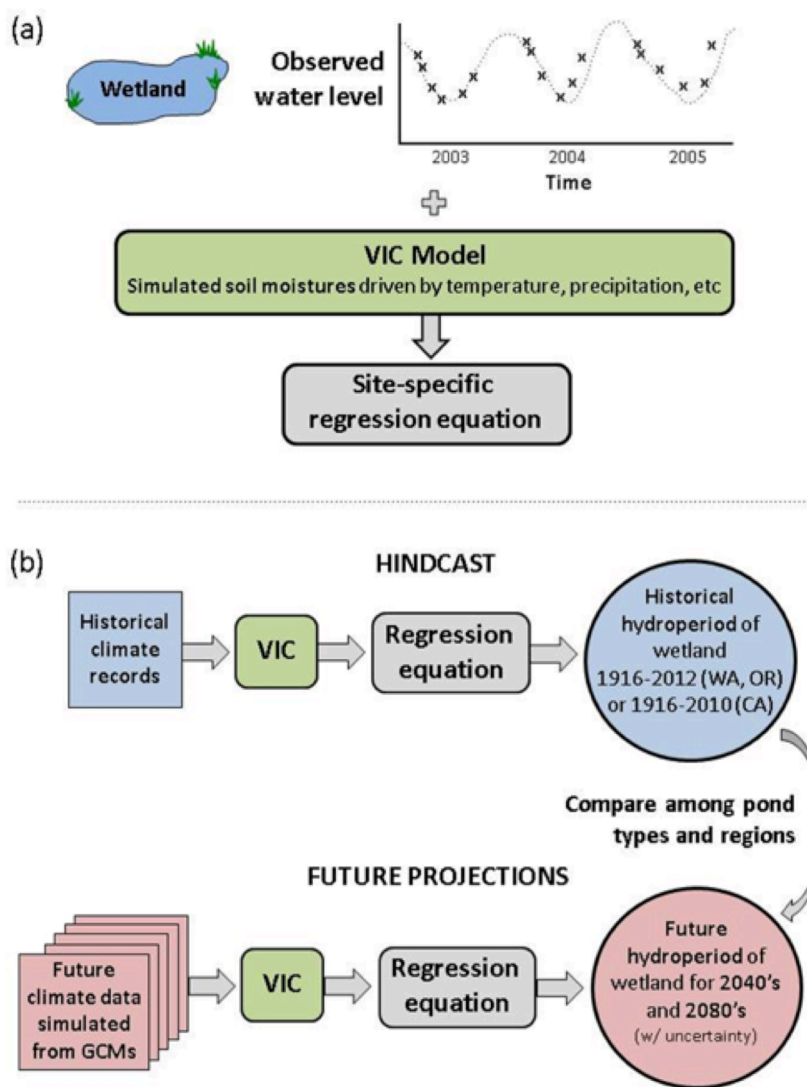 (a)
Wetland
Observed
water level
2003 2004 2005
Time
VIC Model
Simulated soil moistures driven by temperature, precipitation, etc
Site-specific
regression equation
(b)
HINDCAST
Historical
climate
records
VIC
Regression
equation
Historical
hydroperiod of
wetland
1916-2012 (WA, OR)
or 1916-2010 (CA)
Compare among pond
types and regions
FUTURE PROJECTIONS
Future
climate data
simulated
from GCMs
VIC
Regression
equation
Future
hydroperiod of
wetland for 2040's
and 2080's
(w/ uncertainty)